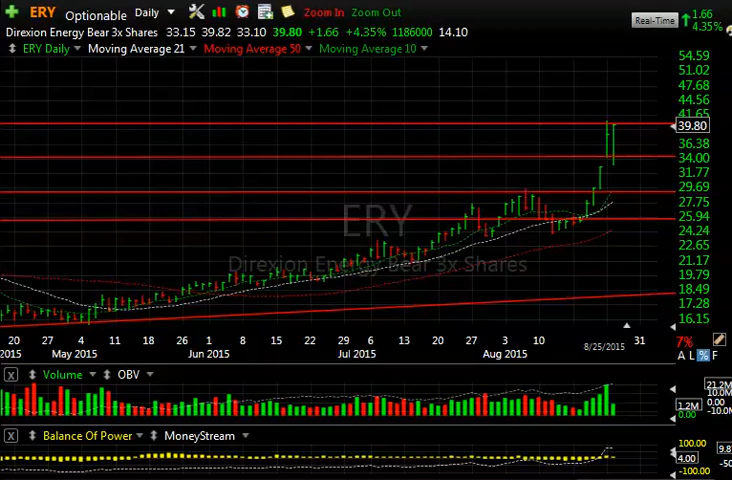 ERY Optionable Daily Zoom In Zoom Out Real-Time 1.66
4.35%
Direxion Energy Bear 3x Shares 33.15 39.82 33.10 39.80 +1.66 +4.35% 1186000 14.10
ERY Daily Moving Average 21 Moving Average 50 Moving Average 10
54.59
51.02
47.68
44.56
41.65
39.80
36.38
34.00
31.77
29.69
27.75
25.94
24.24
22.65
21.17
19.79
18.49
17.28
16.15
ERY
Direxion Energy Bear 3x Shares
20 27 4 11 18 26 1 8 15 22 29 6 13 20 27 3 10 8/25/2015 31 7%
2015 May 2015 Jun 2015 Jul 2015 Aug 2015 A L % F
X Volume OBV
21.2M
10.0M
1.2M 0.00
0.00 -10.0M
X Balance Of Power MoneyStream
100.00
9.8
4.00
-50
-100.00